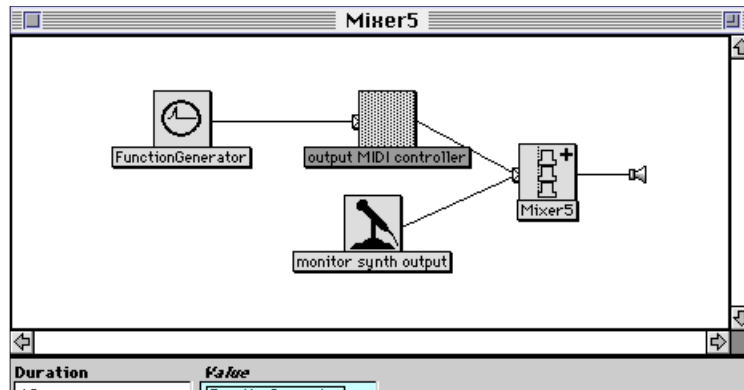 Mixer5
FunctionGenerator
output MIDI controller
Mixer5
monitor synth output
Duration
Value